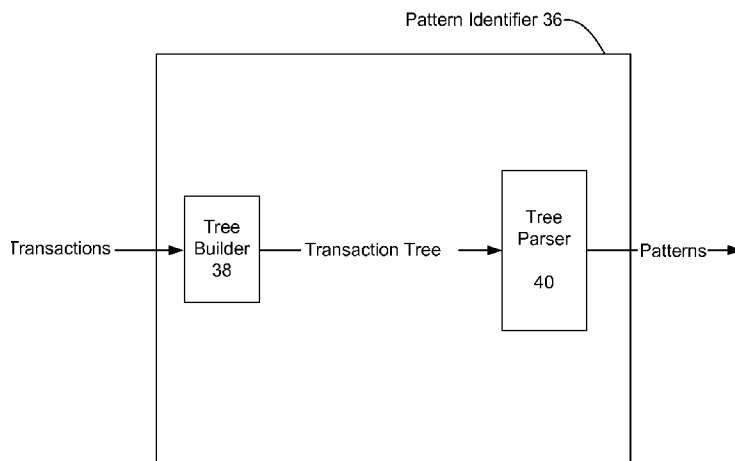 Pattern Identifier 36
Transactions
Tree
Builder
38
Transaction Tree
Tree
Parser
40
Patterns